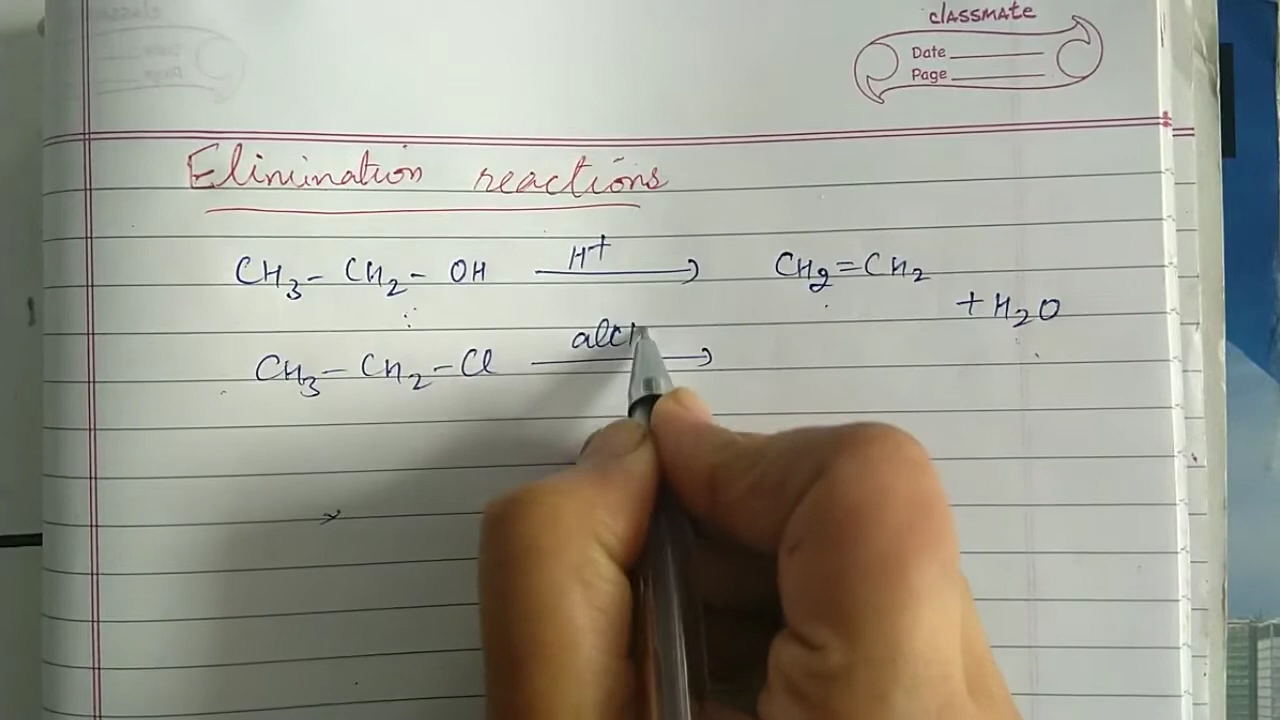 classmate
Date
Page
Elimination reactions
CH3 - CH2 - OH H+ → CH2 = CH2
+ H2O
CH3 - CH2 - Cl alc →